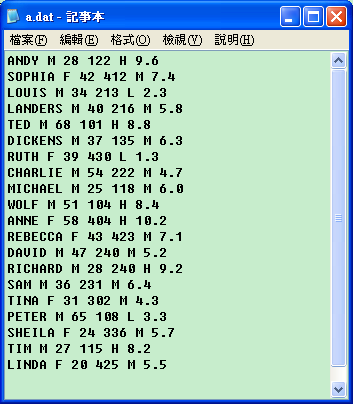 a.dat - 記事本
檔案(F) 編輯(E) 格式(O) 檢視(V) 說明(H)
ANDY M 28 122 H 9.6
SOPHIA F 42 412 M 7.4
LOUIS M 34 213 L 2.3
LANDERS M 40 216 M 5.8
TED M 68 101 H 8.8
DICKENS M 37 135 M 6.3
RUTH F 39 430 L 1.3
CHARLIE M 54 222 M 4.7
MICHAEL M 25 118 M 6.0
WOLF M 51 104 H 8.4
ANNE F 58 404 H 10.2
REBECCA F 43 423 M 7.1
DAVID M 47 240 M 5.2
RICHARD M 28 240 H 9.2
SAM M 36 231 M 6.4
TINA F 31 302 M 4.3
PETER M 65 108 L 3.3
SHEILA F 24 336 M 5.7
TIM M 27 115 H 8.2
LINDA F 20 425 M 5.5